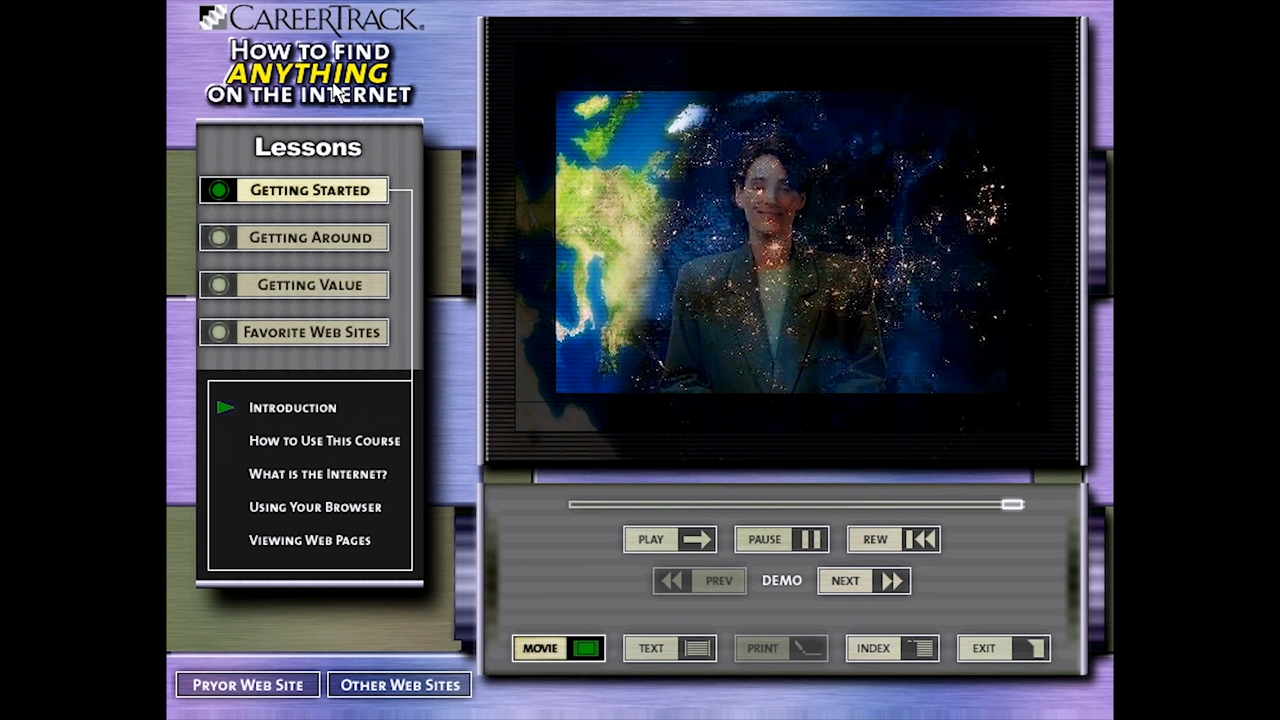 CAREERTRACK®
HOW TO FIND
ANYTHING
ON THE INTERNET
Lessons
GETTING STARTED
GETTING AROUND
GETTING VALUE
FAVORITE WEB SITES
INTRODUCTION
HOW TO USE THIS COURSE
WHAT IS THE INTERNET?
USING YOUR BROWSER
VIEWING WEB PAGES
PRYOR WEB SITE
OTHER WEB SITES
PLAY
PAUSE
REW
PREV
DEMO
NEXT
MOVIE
TEXT
PRINT
INDEX
EXIT